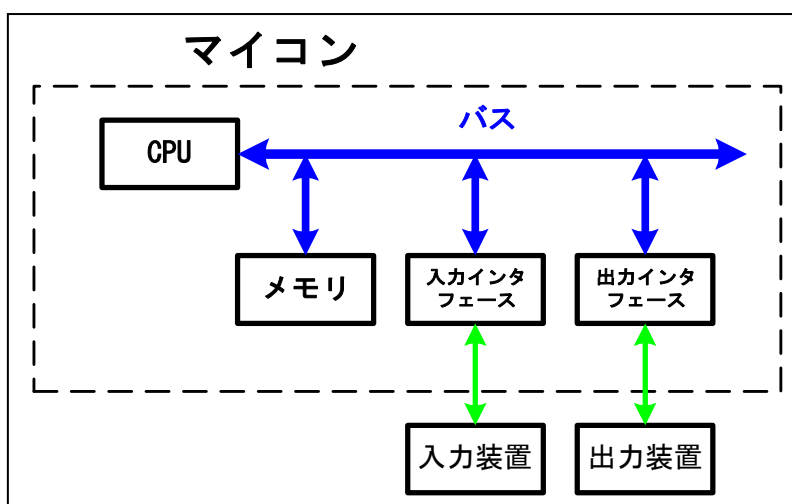 マイコン
バス
CPU
メモリ
入力インタ
フェース
出力インタ
フェース
入力装置
出力装置